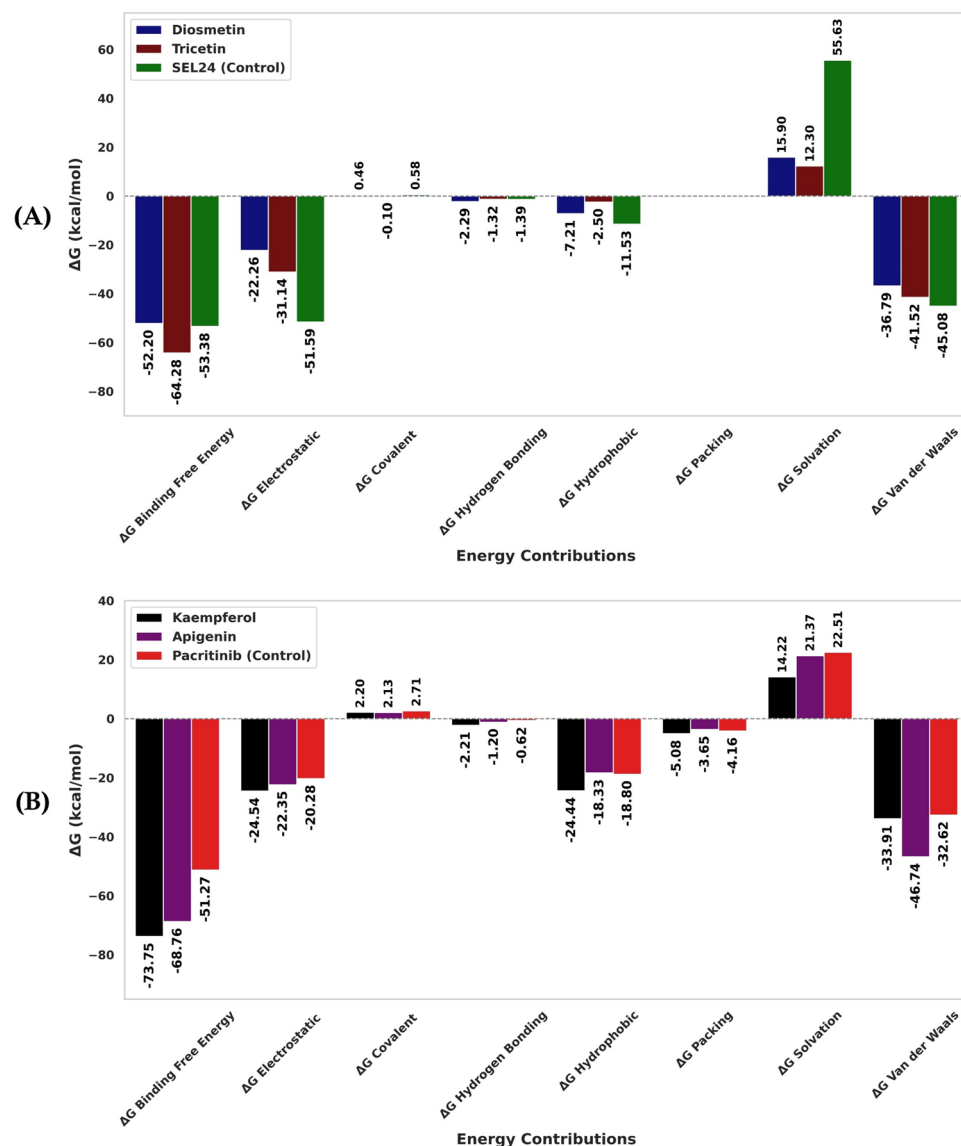 (A)
Diosmetin
Tricetin
SEL24 (Control)
ΔG (kcal/mol)
60
40
20
0
−20
−40
−60
−80
-52.20
-64.28
-53.38
-22.26
-31.14
-51.59
0.46
-0.10
0.58
-2.29
-1.32
-1.39
-7.21
-2.50
-11.53
15.90
12.30
55.63
-36.79
-41.52
-45.08
ΔG Binding Free Energy
ΔG Electrostatic
ΔG Covalent
ΔG Hydrogen Bonding
ΔG Hydrophobic
ΔG Packing
ΔG Solvation
ΔG Van der Waals
Energy Contributions
(B)
Kaempferol
Apigenin
Pacritinib (Control)
ΔG (kcal/mol)
40
20
0
−20
−40
−60
−80
-73.75
-68.76
-51.27
-24.54
-22.35
-20.28
2.20
2.13
2.71
-2.21
-1.20
-0.62
-24.44
-18.33
-18.80
-5.08
-3.65
-4.16
14.22
21.37
22.51
-33.91
-46.74
-32.62
ΔG Binding Free Energy
ΔG Electrostatic
ΔG Covalent
ΔG Hydrogen Bonding
ΔG Hydrophobic
ΔG Packing
ΔG Solvation
ΔG Van der Waals
Energy Contributions